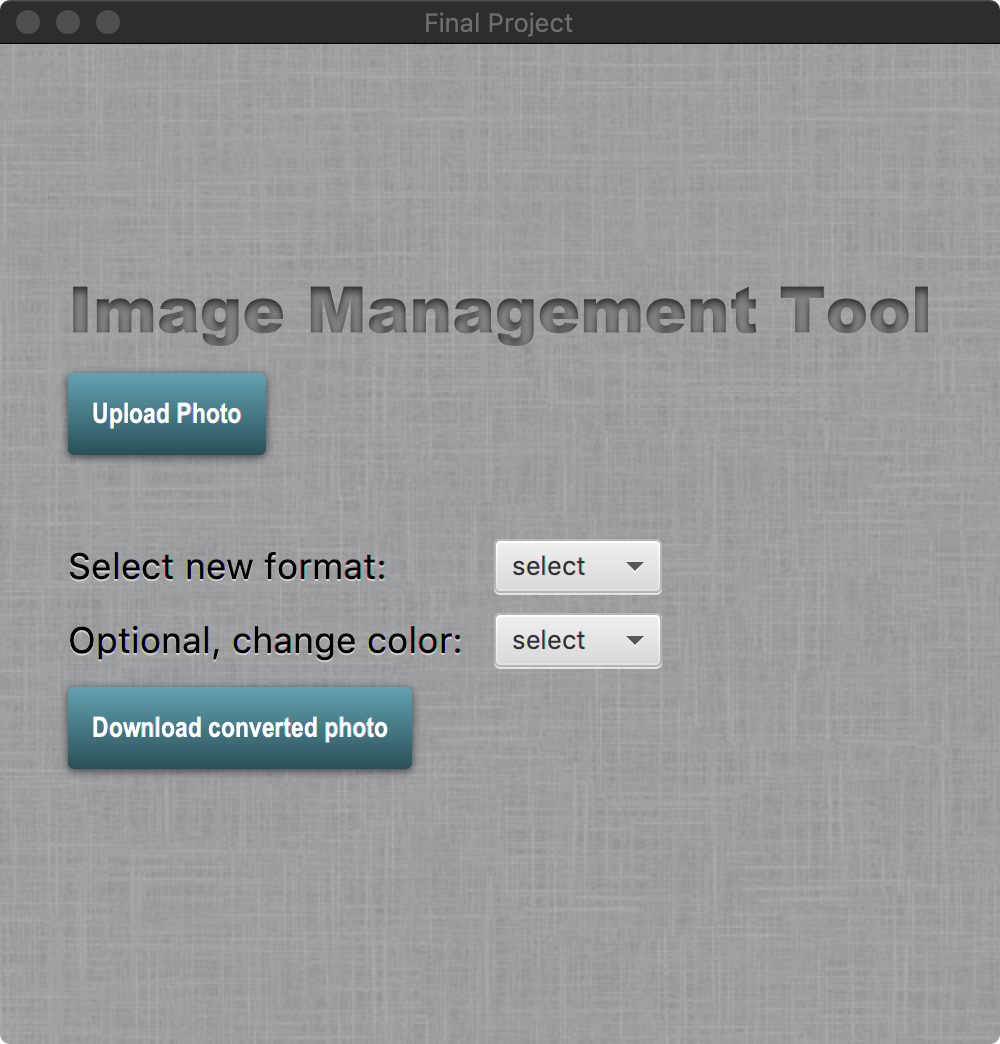 Final Project
Image Management Tool
Upload Photo
Select new format: select
Optional, change color: select
Download converted photo